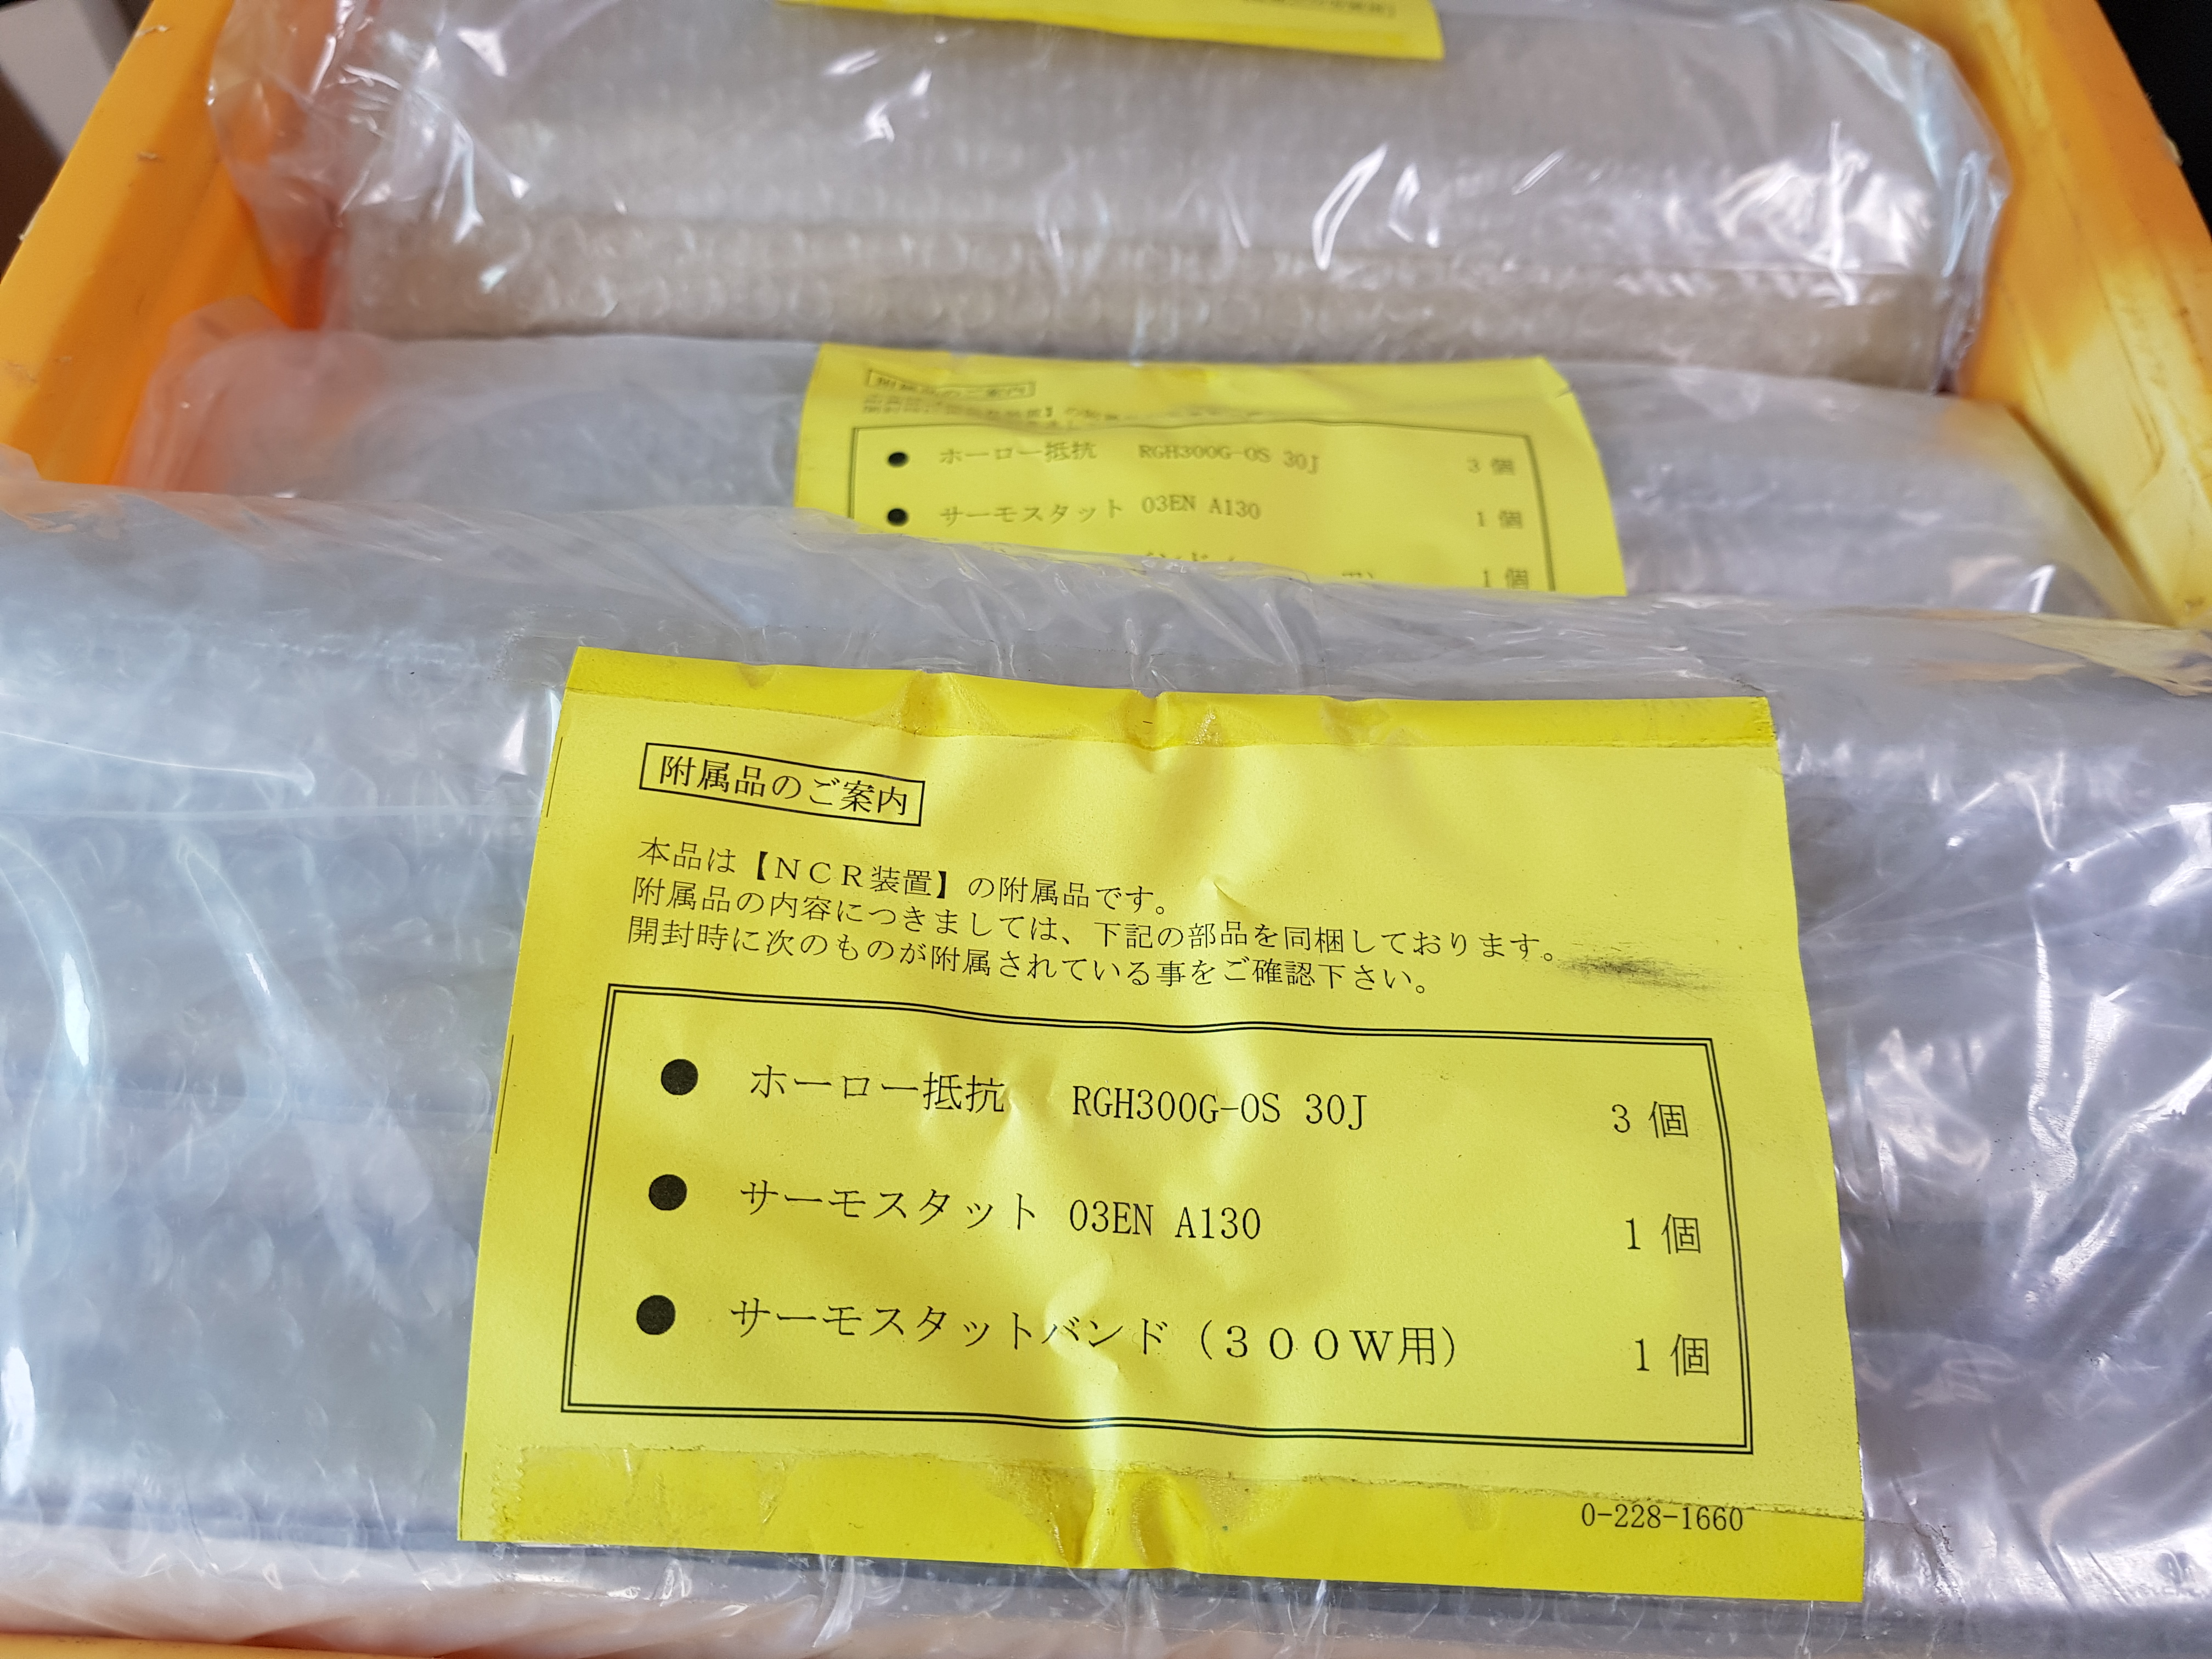 ホーロー抵抗 RGH300G-OS 30J 3 個
サーモスタット 03EN A130 1 個
1 個
附属品のご案内
本品は【NCR装置】の附属品です。
附属品の内容につきましては、下記の部品を同梱しております。
開封時に次のものが附属されている事をご確認下さい。
● ホーロー抵抗 RGH300G-OS 30J 3 個
● サーモスタット 03EN A130 1 個
● サーモスタットバンド（３００W用） 1 個
0-228-1660